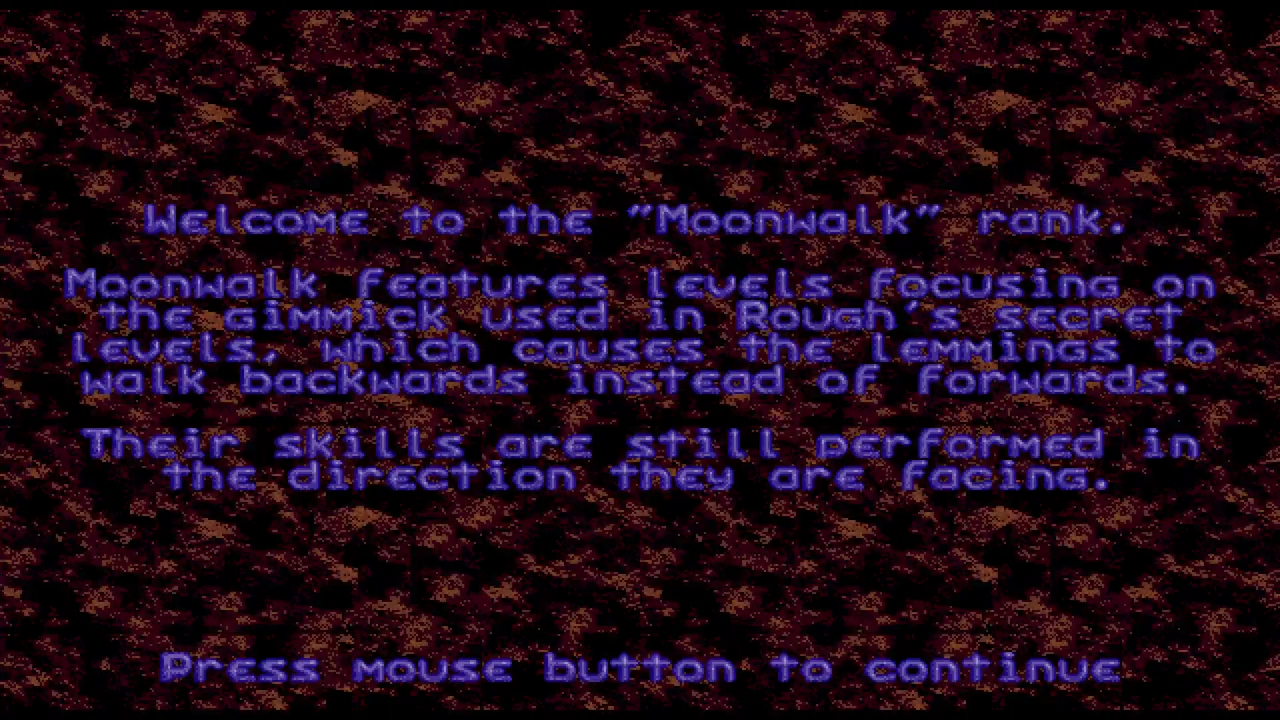 Welcome to the "Moonwalk" rank.
Moonwalk features levels focusing on
the gimmick used in Rough's secret
levels, which causes the lemmings to
walk backwards instead of forwards.
Their skills are still performed in
the direction they are facing.
Press mouse button to continue